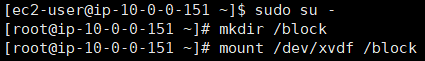 [ec2-user@ip-10-0-0-151 ~]$ sudo su -
[root@ip-10-0-0-151 ~]# mkdir /block
[root@ip-10-0-0-151 ~]# mount /dev/xvdf /block